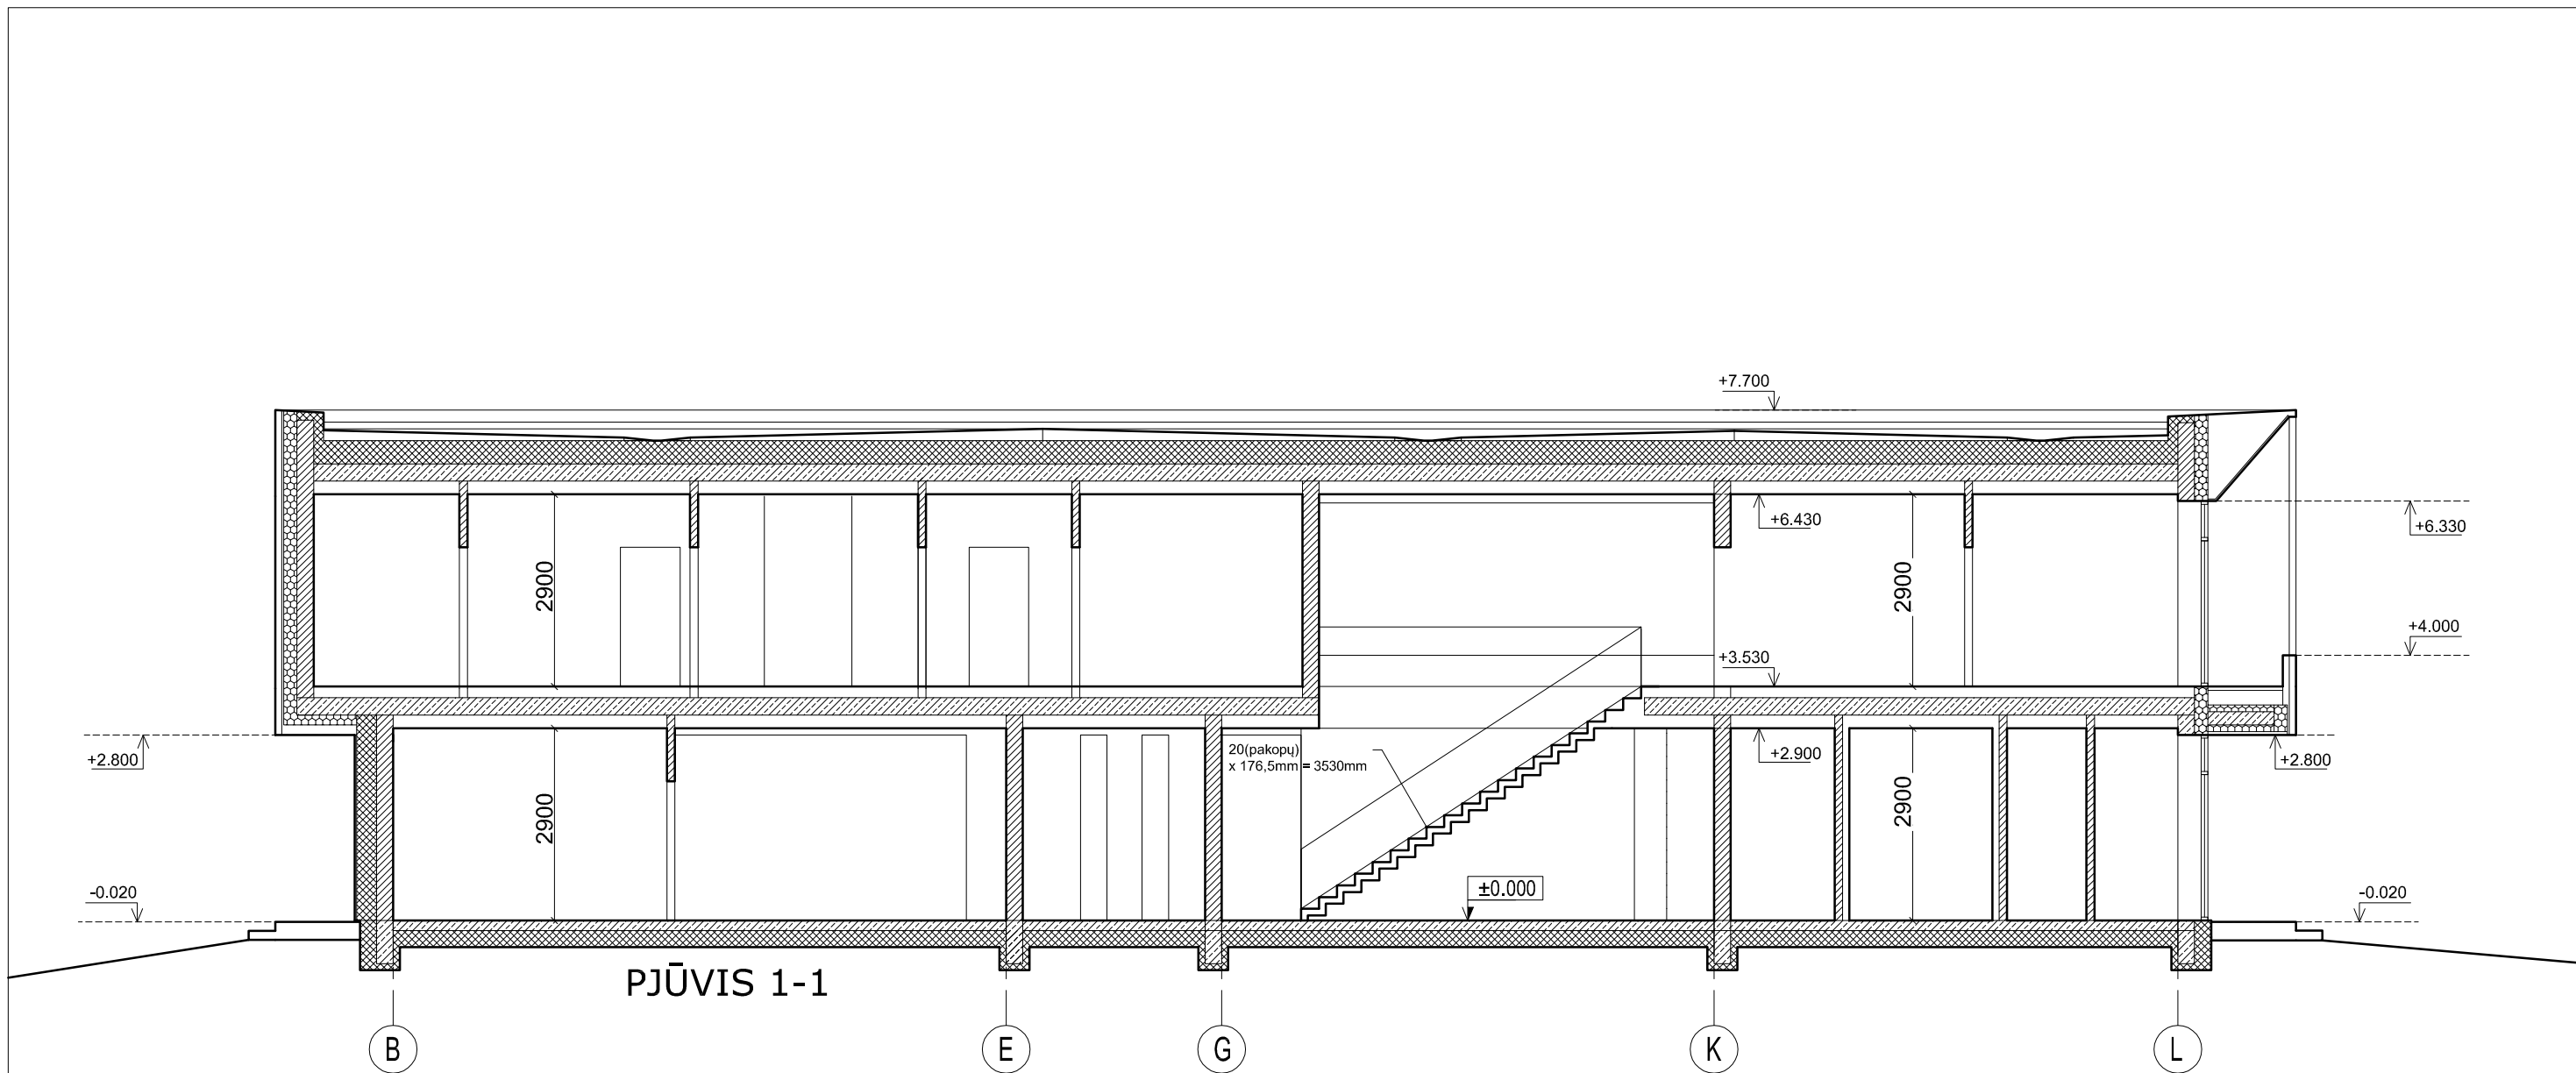 +7.700
+6.430
+6.330
2900
2900
+4.000
+3.530
20(pakopų)
x 176,5mm = 3530mm
+2.800
+2.900
+2.800
2900
2900
-0.020
±0.000
-0.020
PJŪVIS 1-1
B
E
G
K
L